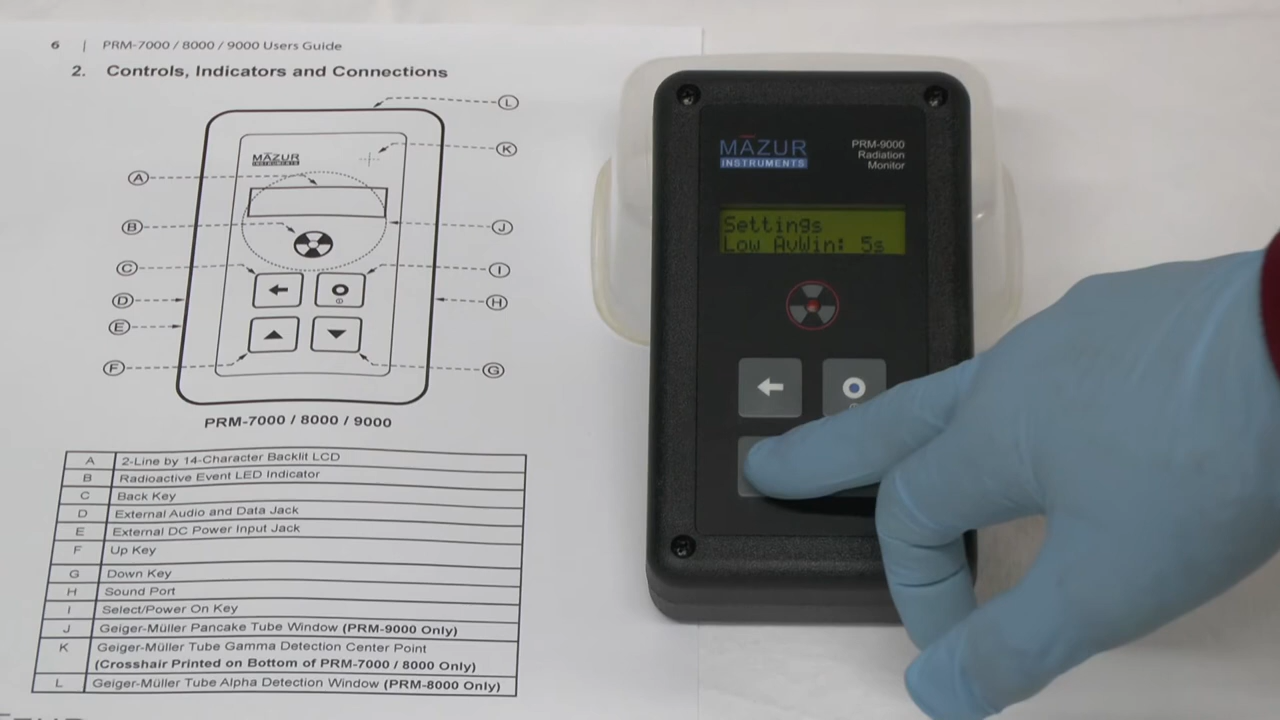 6 | PRM-7000 / 8000 / 9000 Users Guide
2. Controls, Indicators and Connections
L
K
MAZUR
INSTRUMENTS
A
B
J
C
I
D
H
E
F
G
PRM-7000 / 8000 / 9000
A 2-Line by 14-Character Backlit LCD
B Radioactive Event LED Indicator
C Back Key
D External Audio and Data Jack
E External DC Power Input Jack
F Up Key
G Down Key
H Sound Port
I Select/Power On Key
J Geiger-Müller Pancake Tube Window (PRM-9000 Only)
K Geiger-Müller Tube Gamma Detection Center Point
(Crosshair Printed on Bottom of PRM-7000 / 8000 Only)
L Geiger-Müller Tube Alpha Detection Window (PRM-8000 Only)
MAZUR
INSTRUMENTS
PRM-9000
Radiation
Monitor
Settings
Low AvWin: 5s